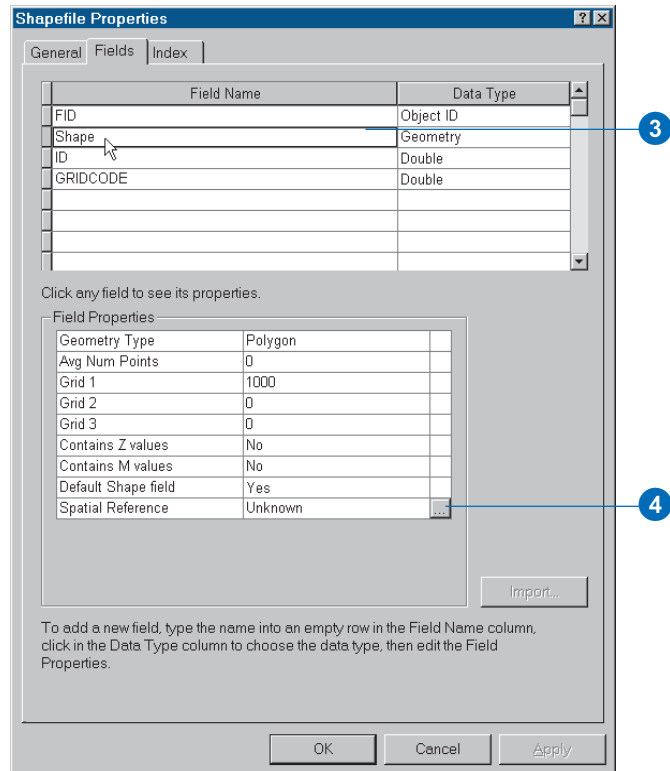 Shapefile Properties
General Fields Index
Field Name Data Type
FID Object ID
Shape Geometry
ID Double
GRIDCODE Double
3
Click any field to see its properties.
Field Properties
Geometry Type Polygon
Avg Num Points 0
Grid 1 1000
Grid 2 0
Grid 3 0
Contains Z values No
Contains M values No
Default Shape field Yes
Spatial Reference Unknown ...
4
Import...
To add a new field, type the name into an empty row in the Field Name column,
click in the Data Type column to choose the data type, then edit the Field
Properties.
OK Cancel Apply